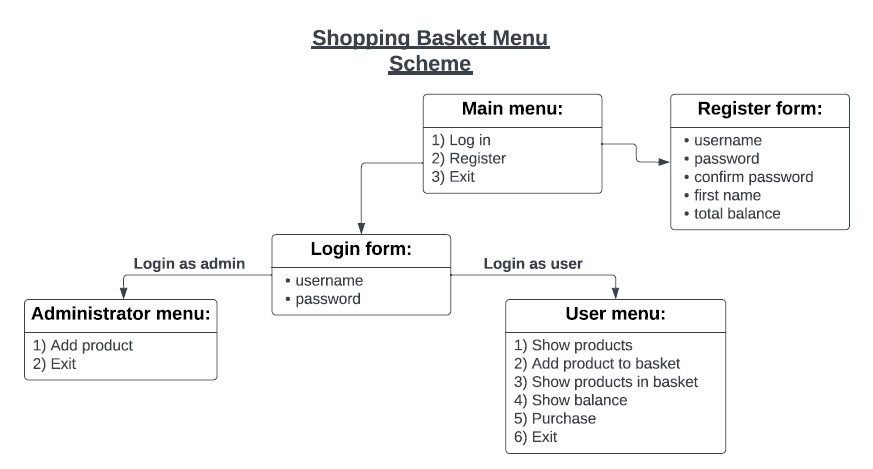 Shopping Basket Menu
Scheme
Main menu:
1) Log in
2) Register
3) Exit
Register form:
• username
• password
• confirm password
• first name
• total balance
Login form:
• username
• password
Login as admin
Login as user
Administrator menu:
1) Add product
2) Exit
User menu:
1) Show products
2) Add product to basket
3) Show products in basket
4) Show balance
5) Purchase
6) Exit